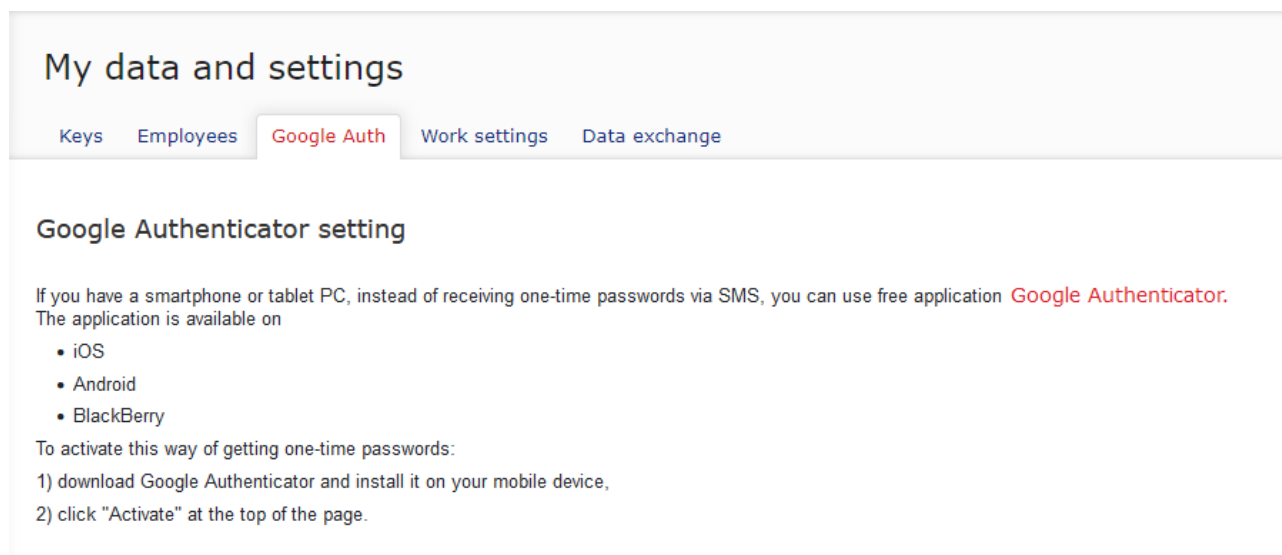 My data and settings
Keys Employees Google Auth Work settings Data exchange
Google Authenticator setting
If you have a smartphone or tablet PC, instead of receiving one-time passwords via SMS, you can use free application Google Authenticator.
The application is available on
• iOS
• Android
• BlackBerry
To activate this way of getting one-time passwords:
1) download Google Authenticator and install it on your mobile device,
2) click "Activate" at the top of the page.